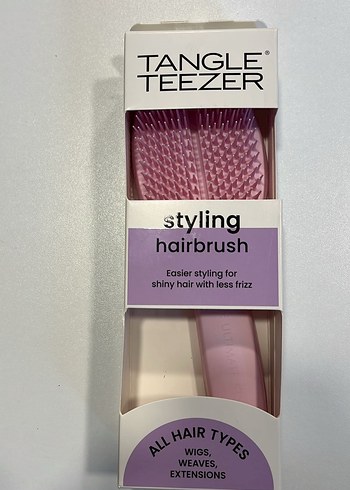 TANGLE®
TEEZER
styling
hairbrush
Easier styling for
shiny hair with less frizz
ALL HAIR TYPES
WIGS,
WEAVES,
EXTENSIONS